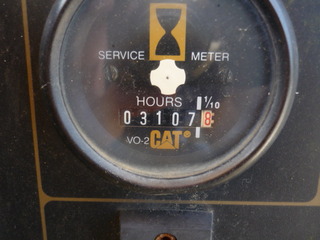 SERVICE METER
HOURS 1/10
031078
VO-2 CAT